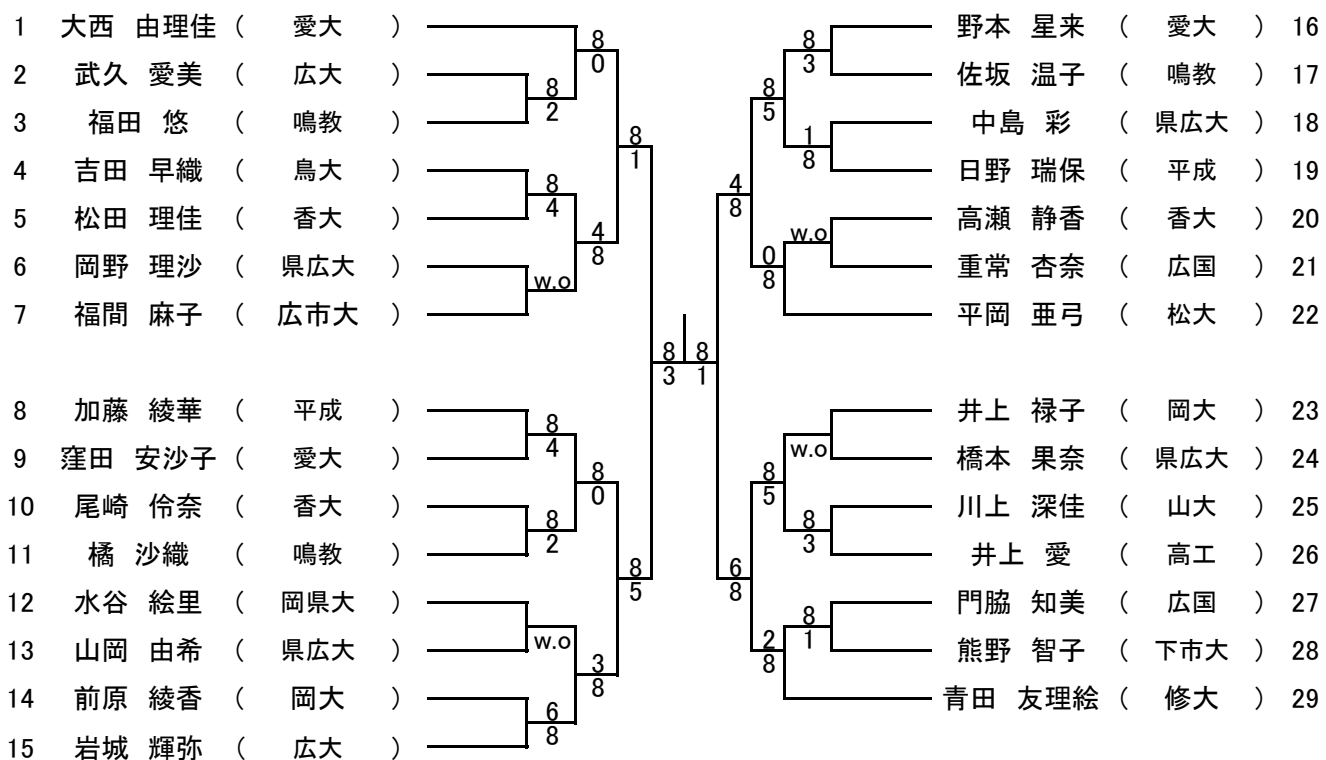 1 大西 由理佳 ( 愛大 )
2 武久 愛美 ( 広大 )
3 福田 悠 ( 鳴教 )
4 吉田 早織 ( 鳥大 )
5 松田 理佳 ( 香大 )
6 岡野 理沙 ( 県広大 )
7 福間 麻子 ( 広市大 )
8 加藤 綾華 ( 平成 )
9 窪田 安沙子 ( 愛大 )
10 尾崎 伶奈 ( 香大 )
11 橘 沙織 ( 鳴教 )
12 水谷 絵里 ( 岡県大 )
13 山岡 由希 ( 県広大 )
14 前原 綾香 ( 岡大 )
15 岩城 輝弥 ( 広大 )
8
2
8
4
w.o
8
4
8
2
w.o
6
8
8
0
4
8
8
0
3
8
8
1
8
5
8
3
8
1
4
8
6
8
8
5
0
8
8
5
2
8
8
3
1
8
w.o
w.o
8
3
8
1
野本 星来 ( 愛大 ) 16
佐坂 温子 ( 鳴教 ) 17
中島 彩 ( 県広大 ) 18
日野 瑞保 ( 平成 ) 19
高瀬 静香 ( 香大 ) 20
重常 杏奈 ( 広国 ) 21
平岡 亜弓 ( 松大 ) 22
井上 禄子 ( 岡大 ) 23
橋本 果奈 ( 県広大 ) 24
川上 深佳 ( 山大 ) 25
井上 愛 ( 高工 ) 26
門脇 知美 ( 広国 ) 27
熊野 智子 ( 下市大 ) 28
青田 友理絵 ( 修大 ) 29